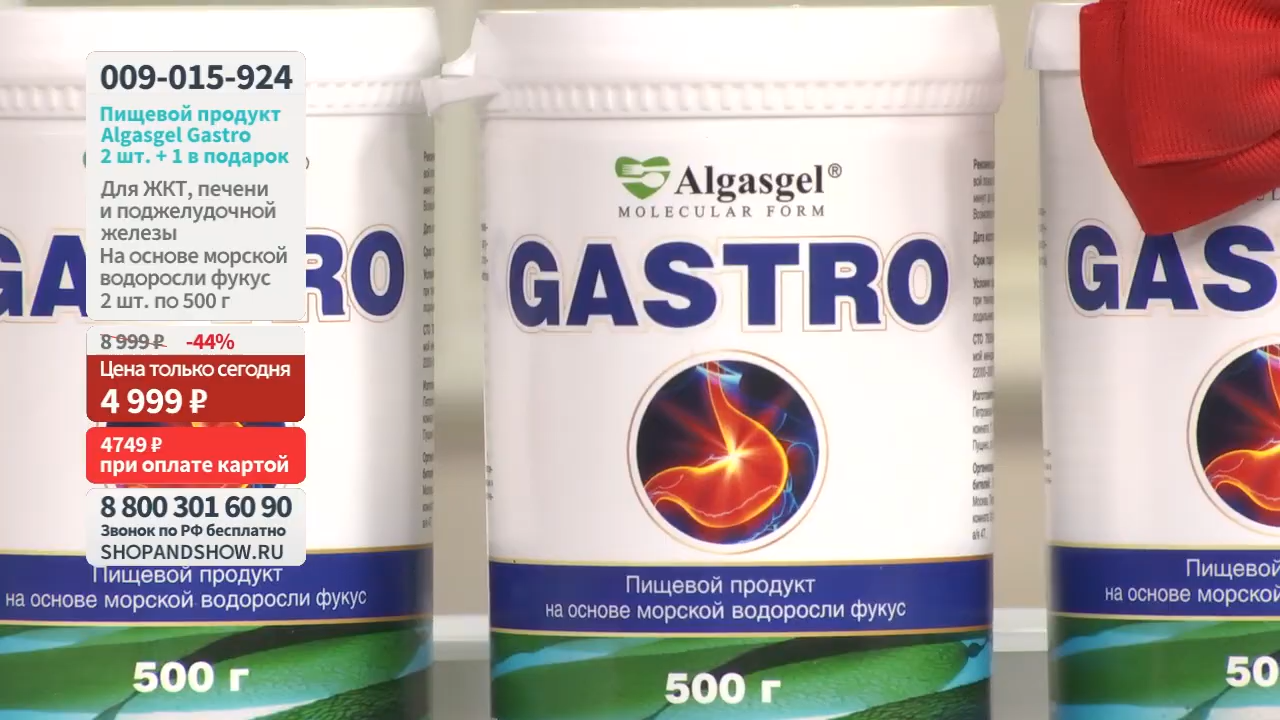 009-015-924
Пищевой продукт
Algasgel Gastro
2 шт. + 1 в подарок
Для ЖКТ, печени
и поджелудочной
железы
На основе морской
водоросли фукус
2 шт. по 500 г
8 999 ₽ -44%
Цена только сегодня
4 999 ₽
4749 ₽
при оплате картой
8 800 301 60 90
Звонок по РФ бесплатно
SHOPANDSHOW.RU
GA RO
Пищевой продукт
на основе морской водоросли фукус
500 г
Algasgel®
MOLECULAR FORM
GASTRO
Пищевой продукт
на основе морской водоросли фукус
500 г
GAS
Пищевой
на основе морской
50